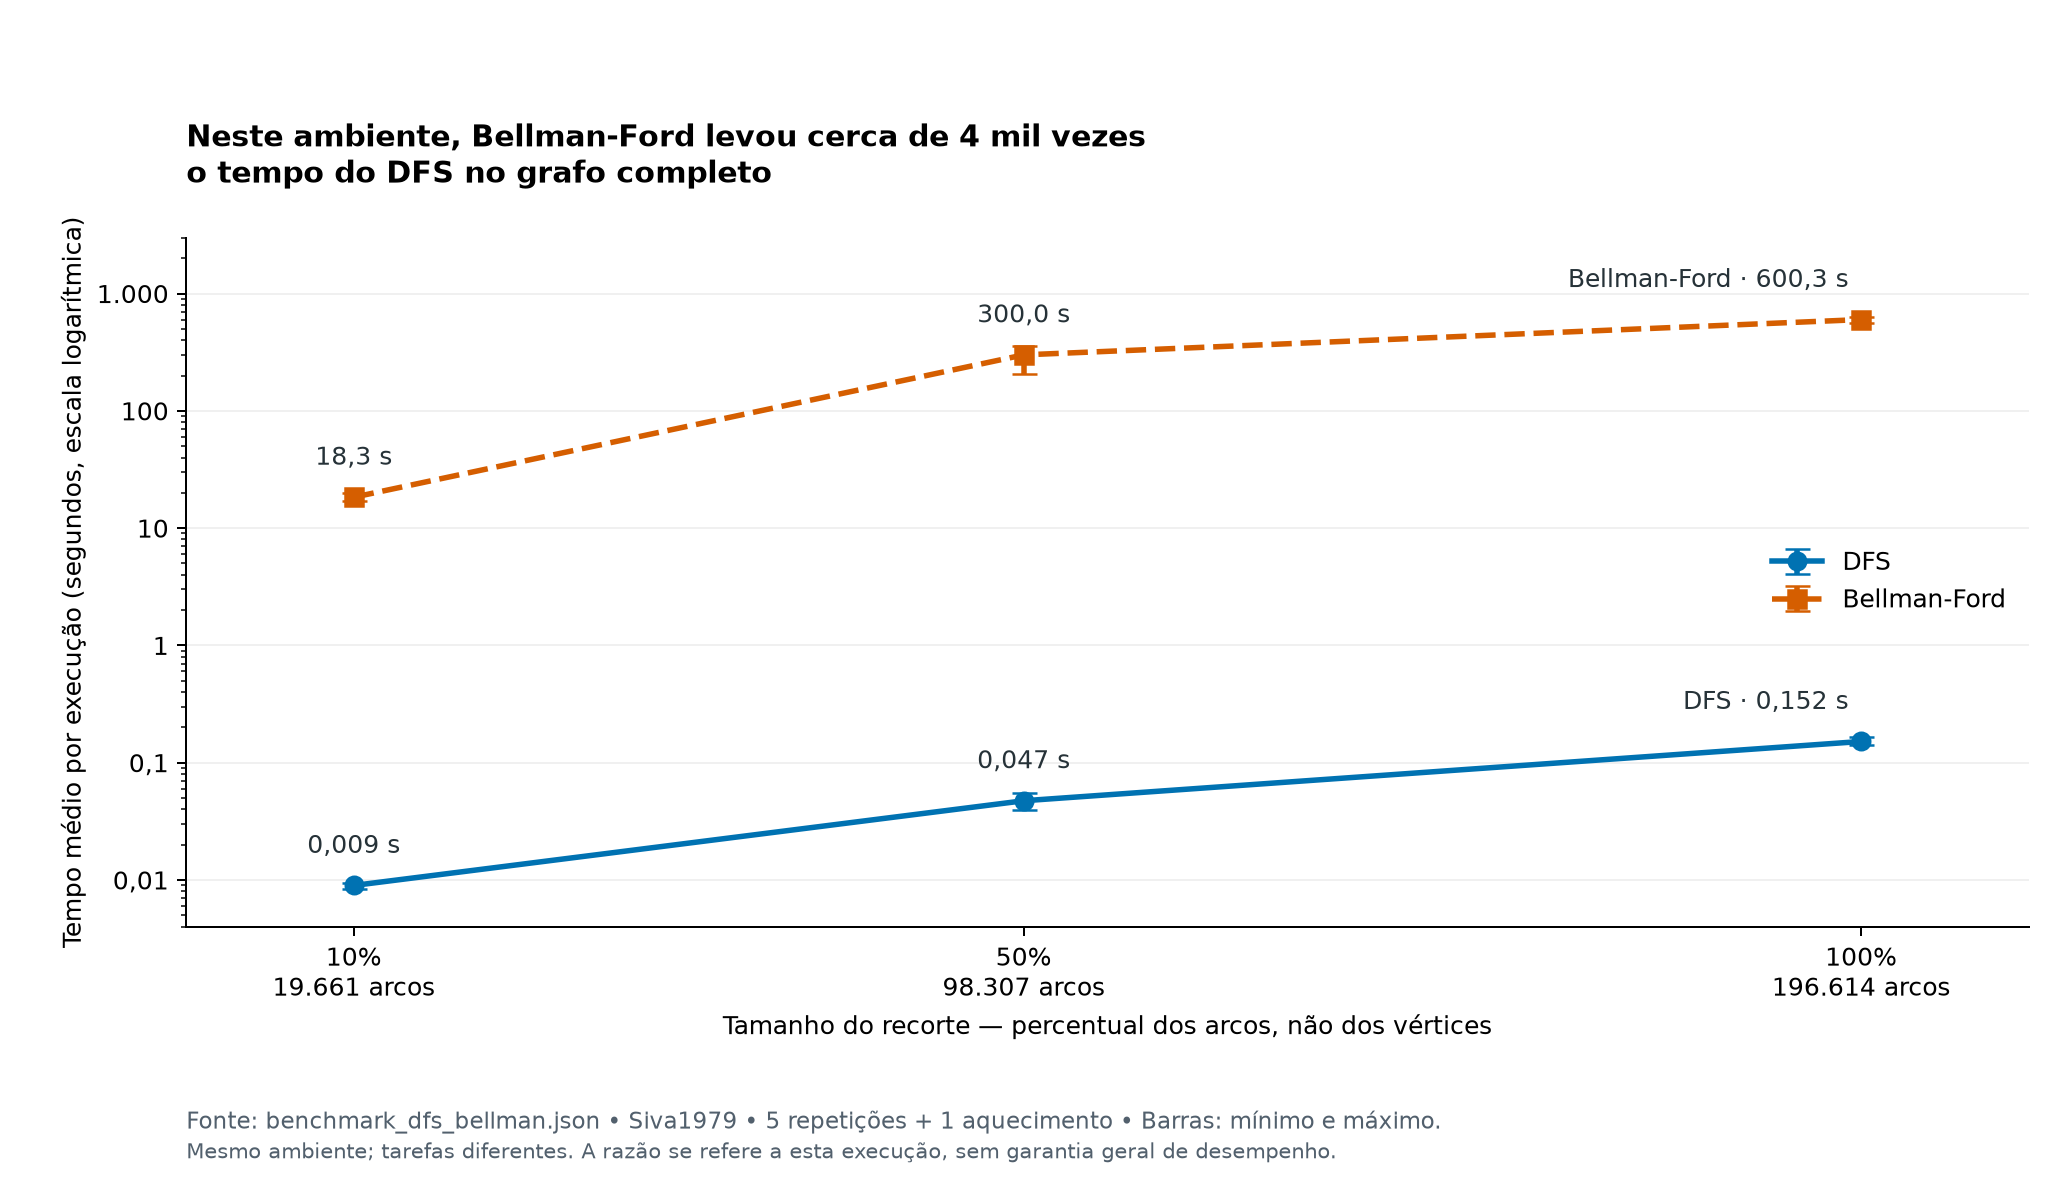 Neste ambiente, Bellman-Ford levou cerca de 4 mil vezes
o tempo do DFS no grafo completo
Tempo médio por execução (segundos, escala logarítmica)
1.000
100
10
1
0,1
0,01
18,3 s
300,0 s
Bellman-Ford · 600,3 s
DFS
Bellman-Ford
0,009 s
0,047 s
DFS · 0,152 s
10%
19.661 arcos
50%
98.307 arcos
100%
196.614 arcos
Tamanho do recorte — percentual dos arcos, não dos vértices
Fonte: benchmark_dfs_bellman.json • Siva1979 • 5 repetições + 1 aquecimento • Barras: mínimo e máximo.
Mesmo ambiente; tarefas diferentes. A razão se refere a esta execução, sem garantia geral de desempenho.